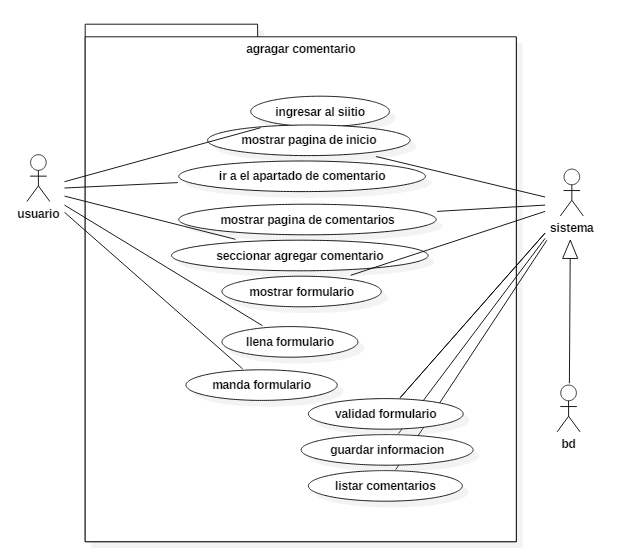 agragar comentario
ingresar al siitio
mostrar pagina de inicio
ir a el apartado de comentario
usuario
mostrar pagina de comentarios
sistema
seccionar agregar comentario
mostrar formulario
llena formulario
manda formulario
validad formulario
bd
guardar informacion
listar comentarios